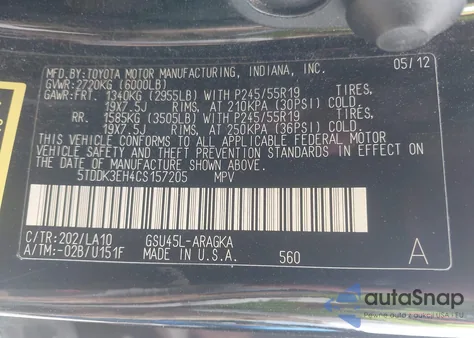 MFD.BY:TOYOTA MOTOR MANUFACTURING, INDIANA, INC. 05/12
GVWR:2720KG (6000LB)
GAWR:FRT. 1340KG (2955LB) WITH P245/55R19 TIRES,
19X7.5J RIMS, AT 210KPA (30PSI) COLD.
RR. 1585KG (3505LB) WITH P245/55R19 TIRES,
19X7.5J RIMS, AT 250KPA (36PSI) COLD.
THIS VEHICLE CONFORMS TO ALL APPLICABLE FEDERAL MOTOR
VEHICLE SAFETY AND THEFT PREVENTION STANDARDS IN EFFECT ON THE
DATE OF MANUFACTURE SHOWN ABOVE.
5TDDK3EH4CS157205 MPV
C/TR:202/LA10 GSU45L-ARAGKA
A/TM:-02B/U151F MADE IN U.S.A. 560 A
autoSnap